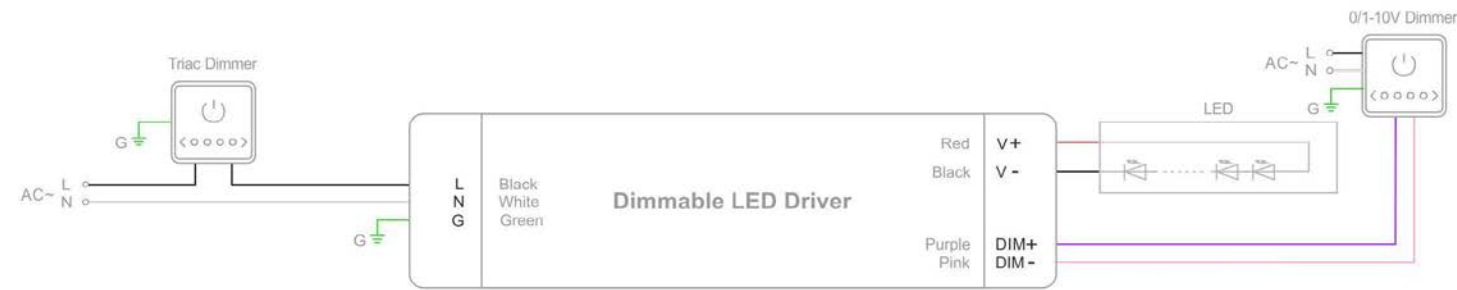 0/1-10V Dimmer
AC~ L
N
G
Triac Dimmer
G
AC~ L
N
LED
L Black
N White
G Green
G
Dimmable LED Driver
Red V+
Black V-
Purple DIM+
Pink DIM-